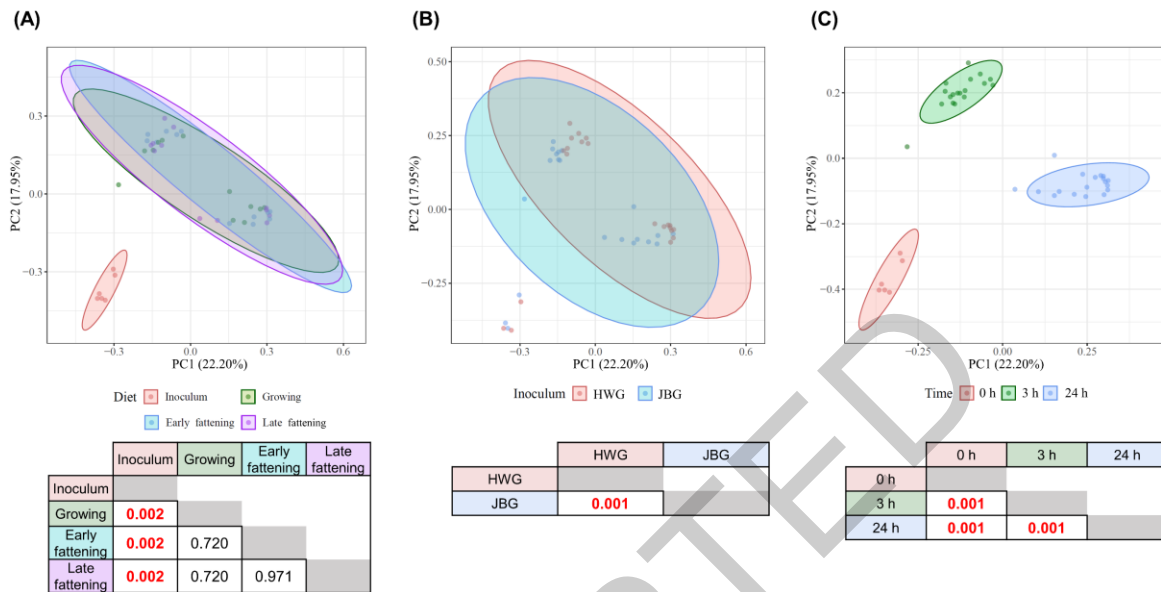 (A)
0.3
0.0
−0.3
PC2 (17.95%)
−0.3
0.0
0.3
0.6
PC1 (22.20%)
Diet Inoculum Growing
Early fattening Late fattening
Inoculum Growing Early fattening Late fattening
Inoculum
Growing 0.002
Early fattening 0.002 0.720
Late fattening 0.002 0.720 0.971
(B)
0.50
0.25
0.00
−0.25
PC2 (17.95%)
−0.3
0.0
0.3
0.6
PC1 (22.20%)
Inoculum HWG JBG
HWG JBG
HWG
JBG 0.001
(C)
0.2
0.0
−0.2
−0.4
PC2 (17.95%)
−0.25
0.00
0.25
PC1 (22.20%)
Time 0 h 3 h 24 h
0 h 3 h 24 h
0 h
3 h 0.001
24 h 0.001 0.001